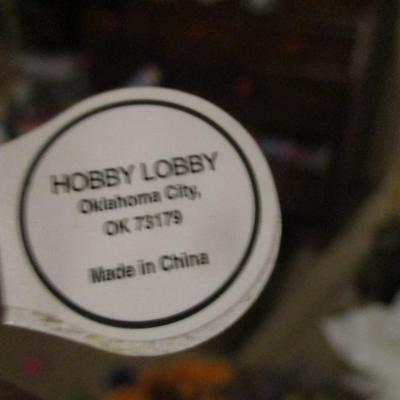 HOBBY LOBBY
Oklahoma City,
OK 73179
Made in China